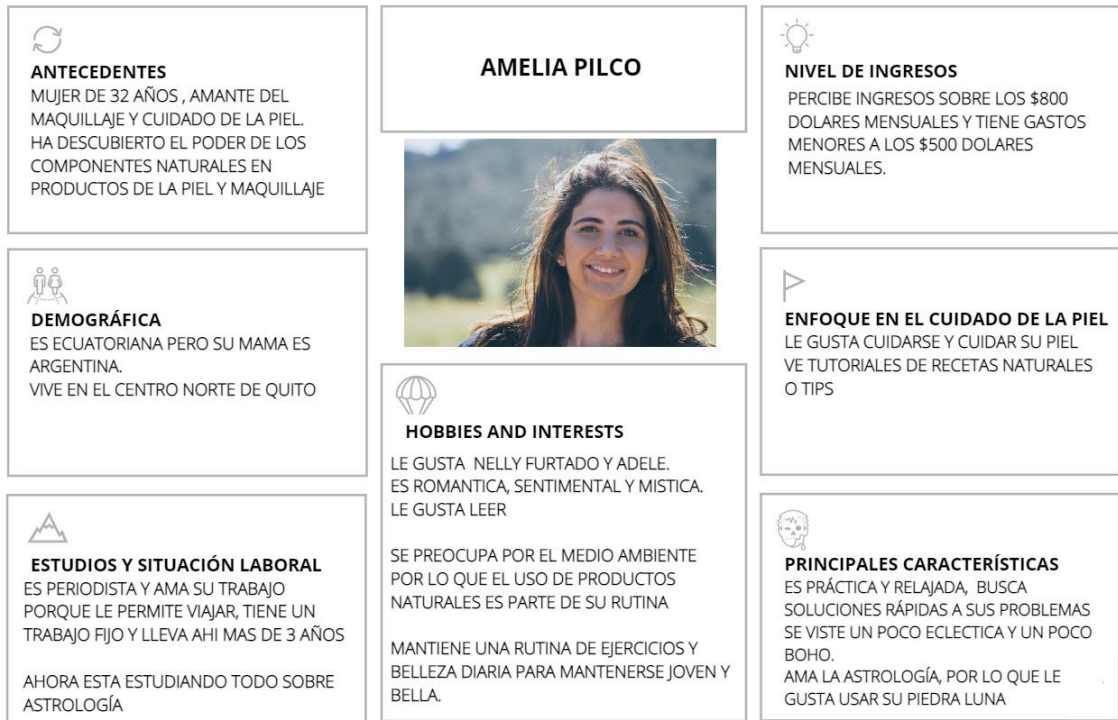 ANTECEDENTES
MUJER DE 32 AÑOS , AMANTE DEL
MAQUILLAJE Y CUIDADO DE LA PIEL.
HA DESCUBIERTO EL PODER DE LOS
COMPONENTES NATURALES EN
PRODUCTOS DE LA PIEL Y MAQUILLAJE
AMELIA PILCO
NIVEL DE INGRESOS
PERCIBE INGRESOS SOBRE LOS $800
DOLARES MENSUALES Y TIENE GASTOS
MENORES A LOS $500 DOLARES
MENSUALES.
DEMOGRÁFICA
ES ECUATORIANA PERO SU MAMA ES
ARGENTINA.
VIVE EN EL CENTRO NORTE DE QUITO
ENFOQUE EN EL CUIDADO DE LA PIEL
LE GUSTA CUIDARSE Y CUIDAR SU PIEL
VE TUTORIALES DE RECETAS NATURALES
O TIPS
HOBBIES AND INTERESTS
LE GUSTA NELLY FURTADO Y ADELE.
ES ROMANTICA, SENTIMENTAL Y MISTICA.
LE GUSTA LEER
SE PREOCUPA POR EL MEDIO AMBIENTE
POR LO QUE EL USO DE PRODUCTOS
NATURALES ES PARTE DE SU RUTINA
MANTIENE UNA RUTINA DE EJERCICIOS Y
BELLEZA DIARIA PARA MANTENERSE JOVEN Y
BELLA.
ESTUDIOS Y SITUACIÓN LABORAL
ES PERIODISTA Y AMA SU TRABAJO
PORQUE LE PERMITE VIAJAR, TIENE UN
TRABAJO FIJO Y LLEVA AHI MAS DE 3 AÑOS
AHORA ESTA ESTUDIANDO TODO SOBRE
ASTROLOGÍA
PRINCIPALES CARACTERÍSTICAS
ES PRÁCTICA Y RELAJADA, BUSCA
SOLUCIONES RÁPIDAS A SUS PROBLEMAS
SE VISTE UN POCO ECLECTICA Y UN POCO
BOHO.
AMA LA ASTROLOGÍA, POR LO QUE LE
GUSTA USAR SU PIEDRA LUNA